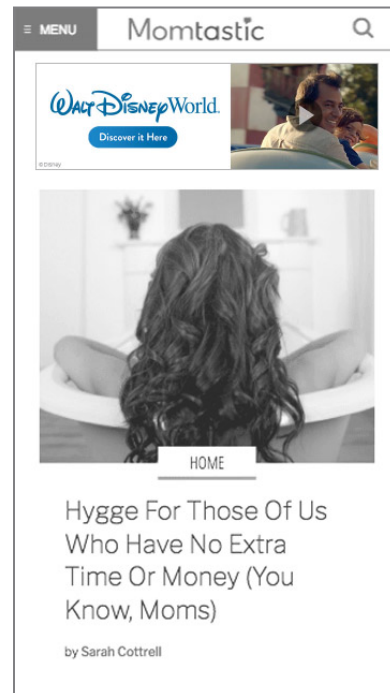 ≡ MENU
Momtastic
WALT DISNEY World.
Discover it Here
©Disney
HOME
Hygge For Those Of Us
Who Have No Extra
Time Or Money (You
Know, Moms)
by Sarah Cottrell